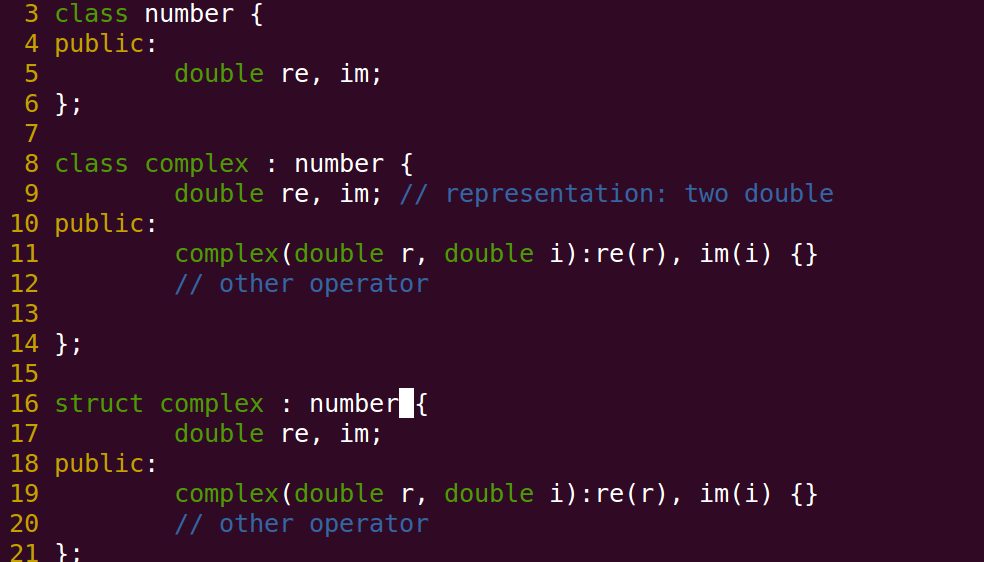 3 class number {
4 public:
5         double re, im;
6 };
7
8 class complex : number {
9         double re, im; // representation: two double
10 public:
11         complex(double r, double i):re(r), im(i) {}
12         // other operator
13
14 };
15
16 struct complex : number {
17         double re, im;
18 public:
19         complex(double r, double i):re(r), im(i) {}
20         // other operator
21 };